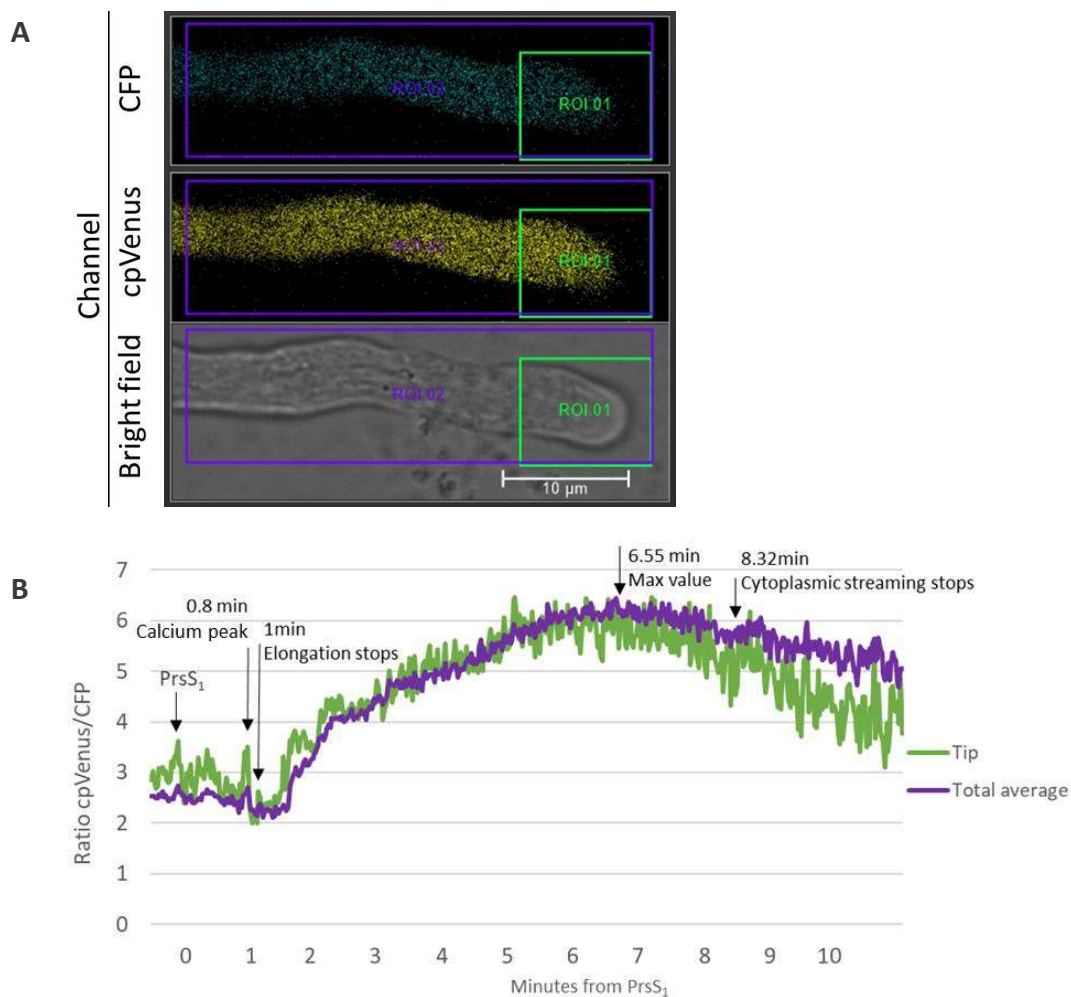 A
Channel
CFP
ROI.02
ROI.01
cpVenus
ROI.02
ROI.01
Bright field
ROI.02
ROI.01
10 µm
B
Ratio cpVenus/CFP
7
6
5
4
3
2
1
0
PrsS₁
0.8 min
Calcium peak
1min
Elongation stops
6.55 min
Max value
8.32min
Cytoplasmic streaming stops
Tip
Total average
0 1 2 3 4 5 6 7 8 9 10
Minutes from PrsS₁